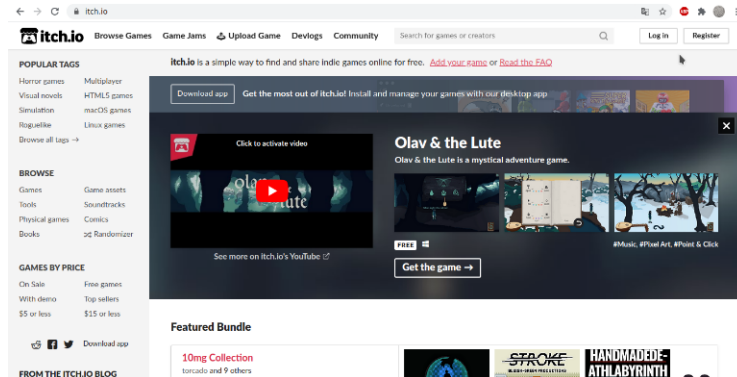 itch.io
itch.io Browse Games Game Jams Upload Game Devlogs Community Search for games or creators Log in Register
POPULAR TAGS
Horror games Multiplayer
Visual novels HTML5 games
Simulation macOS games
Roguelike Linux games
Browse all tags →
BROWSE
Games Game assets
Tools Soundtracks
Physical games Comics
Books Randomizer
GAMES BY PRICE
On Sale Free games
With demo Top sellers
$5 or less $15 or less
Download app
FROM THE ITCH.IO BLOG
itch.io is a simple way to find and share indie games online for free. Add your game or Read the FAQ
Download app Get the most out of itch.io! Install and manage your games with our desktop app
Click to activate video
See more on itch.io's YouTube
Olav & the Lute
Olav & the Lute is a mystical adventure game.
FREE
#Music, #Pixel Art, #Point & Click
Get the game →
Featured Bundle
10mg Collection
torcado and 9 others
STROKE
HANDMADEDE-
ATHLABYRINTH